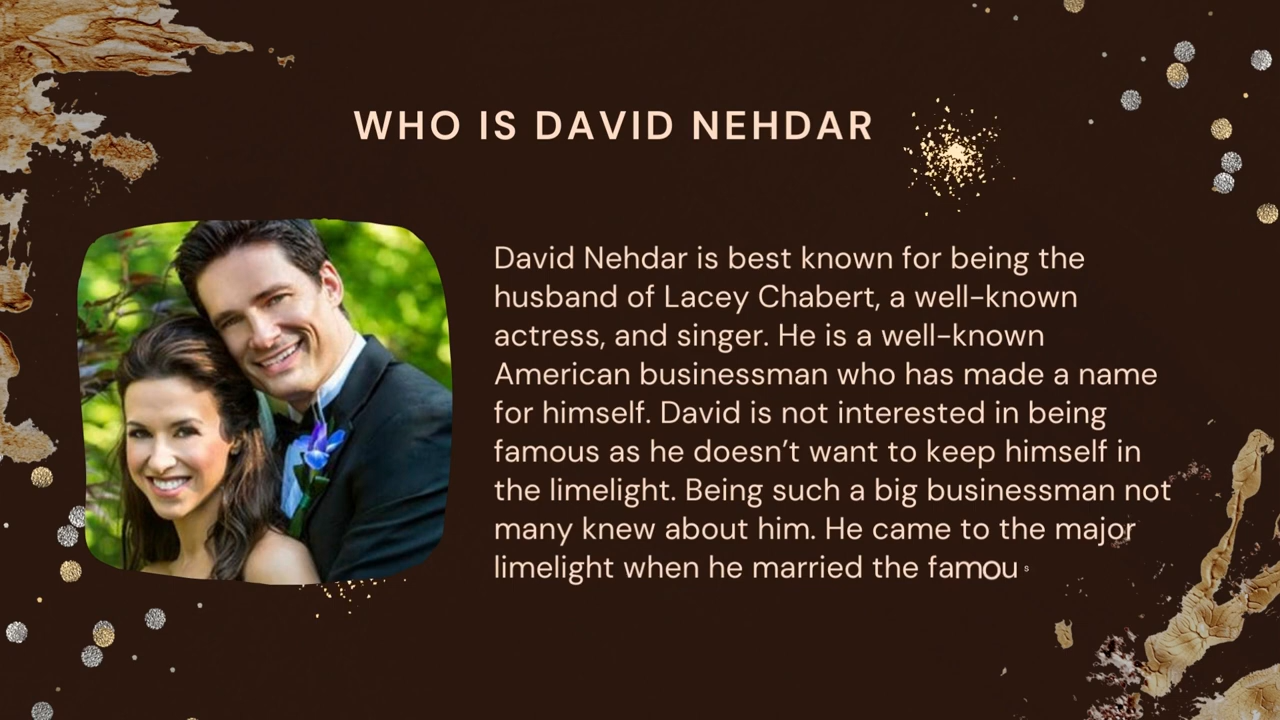 WHO IS DAVID NEHDAR
David Nehdar is best known for being the
husband of Lacey Chabert, a well-known
actress, and singer. He is a well-known
American businessman who has made a name
for himself. David is not interested in being
famous as he doesn’t want to keep himself in
the limelight. Being such a big businessman not
many knew about him. He came to the major
limelight when he married the famous